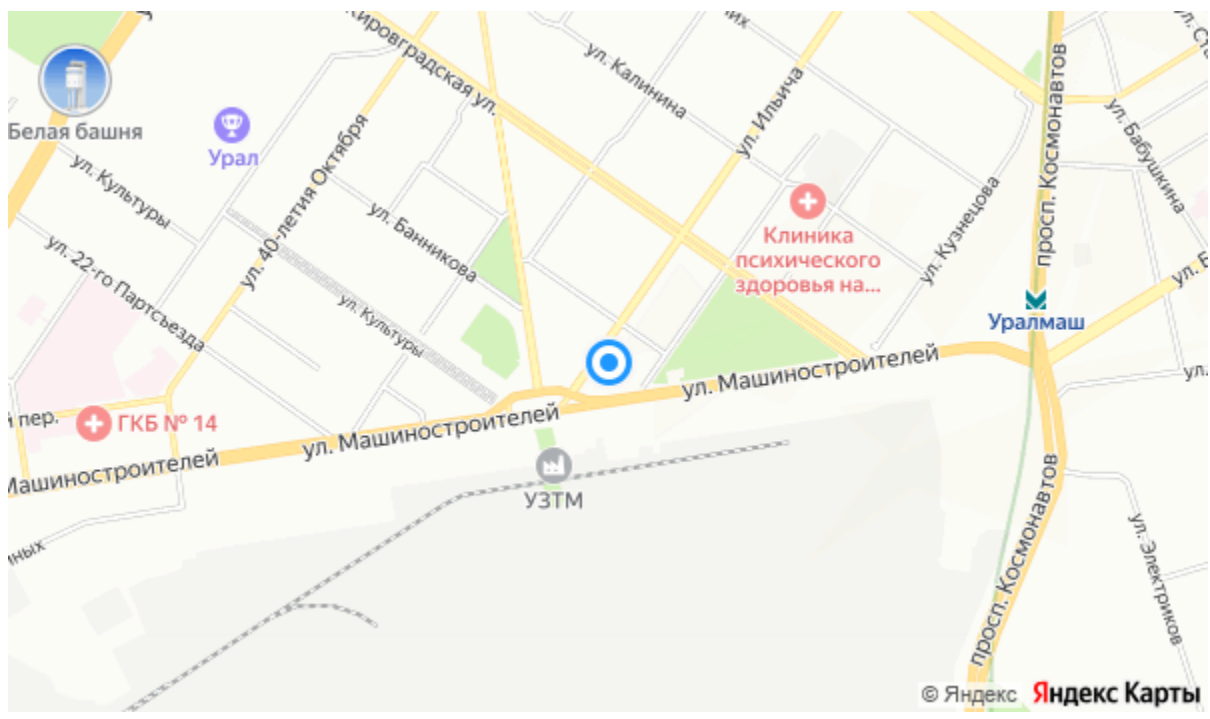 Кировградская ул.
ул. Калинина
ул. Ильича
просп. Космонавтов
ул. Бабушкина
Белая башня
Урал
ул. Культуры
ул. 40-летия Октября
ул. Банникова
ул. Кузнецова
Клиника
психического
здоровья на...
ул. 22-го Партсъезда
ул. Культуры
Уралмаш
ул. Машиностроителей
пер.
ГКБ № 14
ул. Машиностроителей
Машиностроителей
УЗТМ
просп. Космонавтов
ул. Электриков
© Яндекс Яндекс Карты